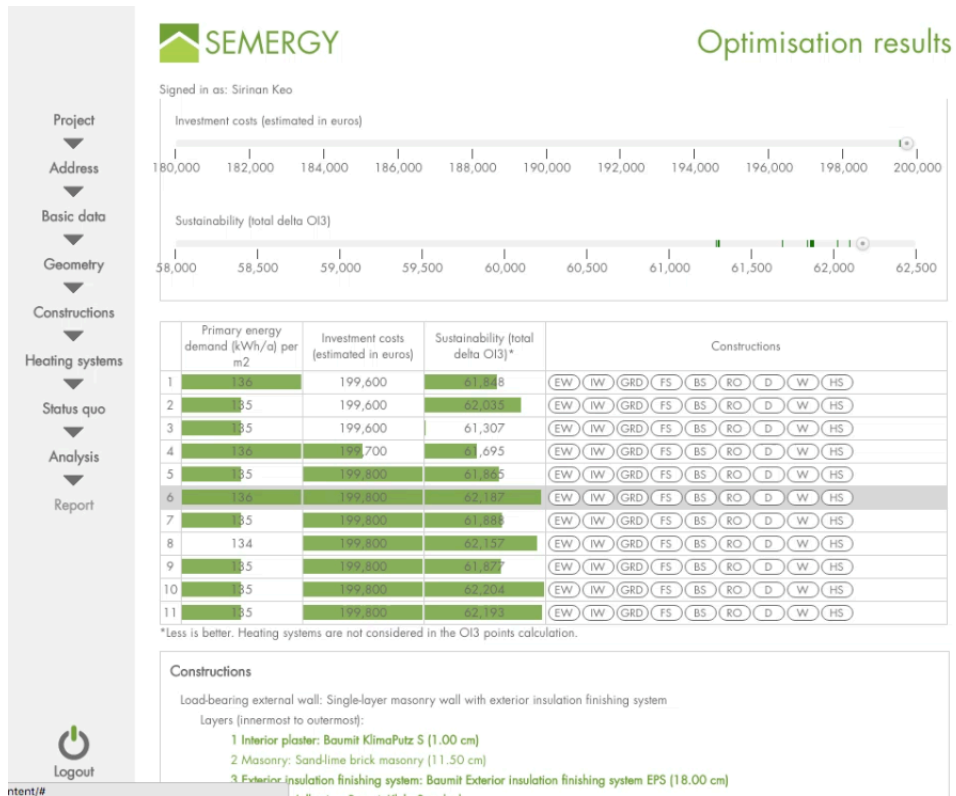 SEMERGY
Optimisation results
Signed in as: Sirinan Keo
Project
Address
Basic data
Geometry
Constructions
Heating systems
Status quo
Analysis
Report
Logout
ntent/#
Investment costs (estimated in euros)
180,000 182,000 184,000 186,000 188,000 190,000 192,000 194,000 196,000 198,000 200,000
Sustainability (total delta OI3)
58,000 58,500 59,000 59,500 60,000 60,500 61,000 61,500 62,000 62,500
Primary energy
demand (kWh/a) per
m2
Investment costs
(estimated in euros)
Sustainability (total
delta OI3)*
Constructions
1 136 199,600 61,848 EW IW GRD FS BS RO D W HS
2 135 199,600 62,035 EW IW GRD FS BS RO D W HS
3 135 199,600 61,307 EW IW GRD FS BS RO D W HS
4 136 199,700 61,695 EW IW GRD FS BS RO D W HS
5 135 199,800 61,865 EW IW GRD FS BS RO D W HS
6 136 199,800 62,187 EW IW GRD FS BS RO D W HS
7 135 199,800 61,888 EW IW GRD FS BS RO D W HS
8 134 199,800 62,157 EW IW GRD FS BS RO D W HS
9 135 199,800 61,877 EW IW GRD FS BS RO D W HS
10 135 199,800 62,204 EW IW GRD FS BS RO D W HS
11 135 199,800 62,193 EW IW GRD FS BS RO D W HS
*Less is better. Heating systems are not considered in the OI3 points calculation.
Constructions
Load-bearing external wall: Single-layer masonry wall with exterior insulation finishing system
Layers (innermost to outermost):
1 Interior plaster: Baumit KlimaPutz S (1.00 cm)
2 Masonry: Sand-lime brick masonry (11.50 cm)
3 Exterior insulation finishing system: Baumit Exterior insulation finishing system EPS (18.00 cm)